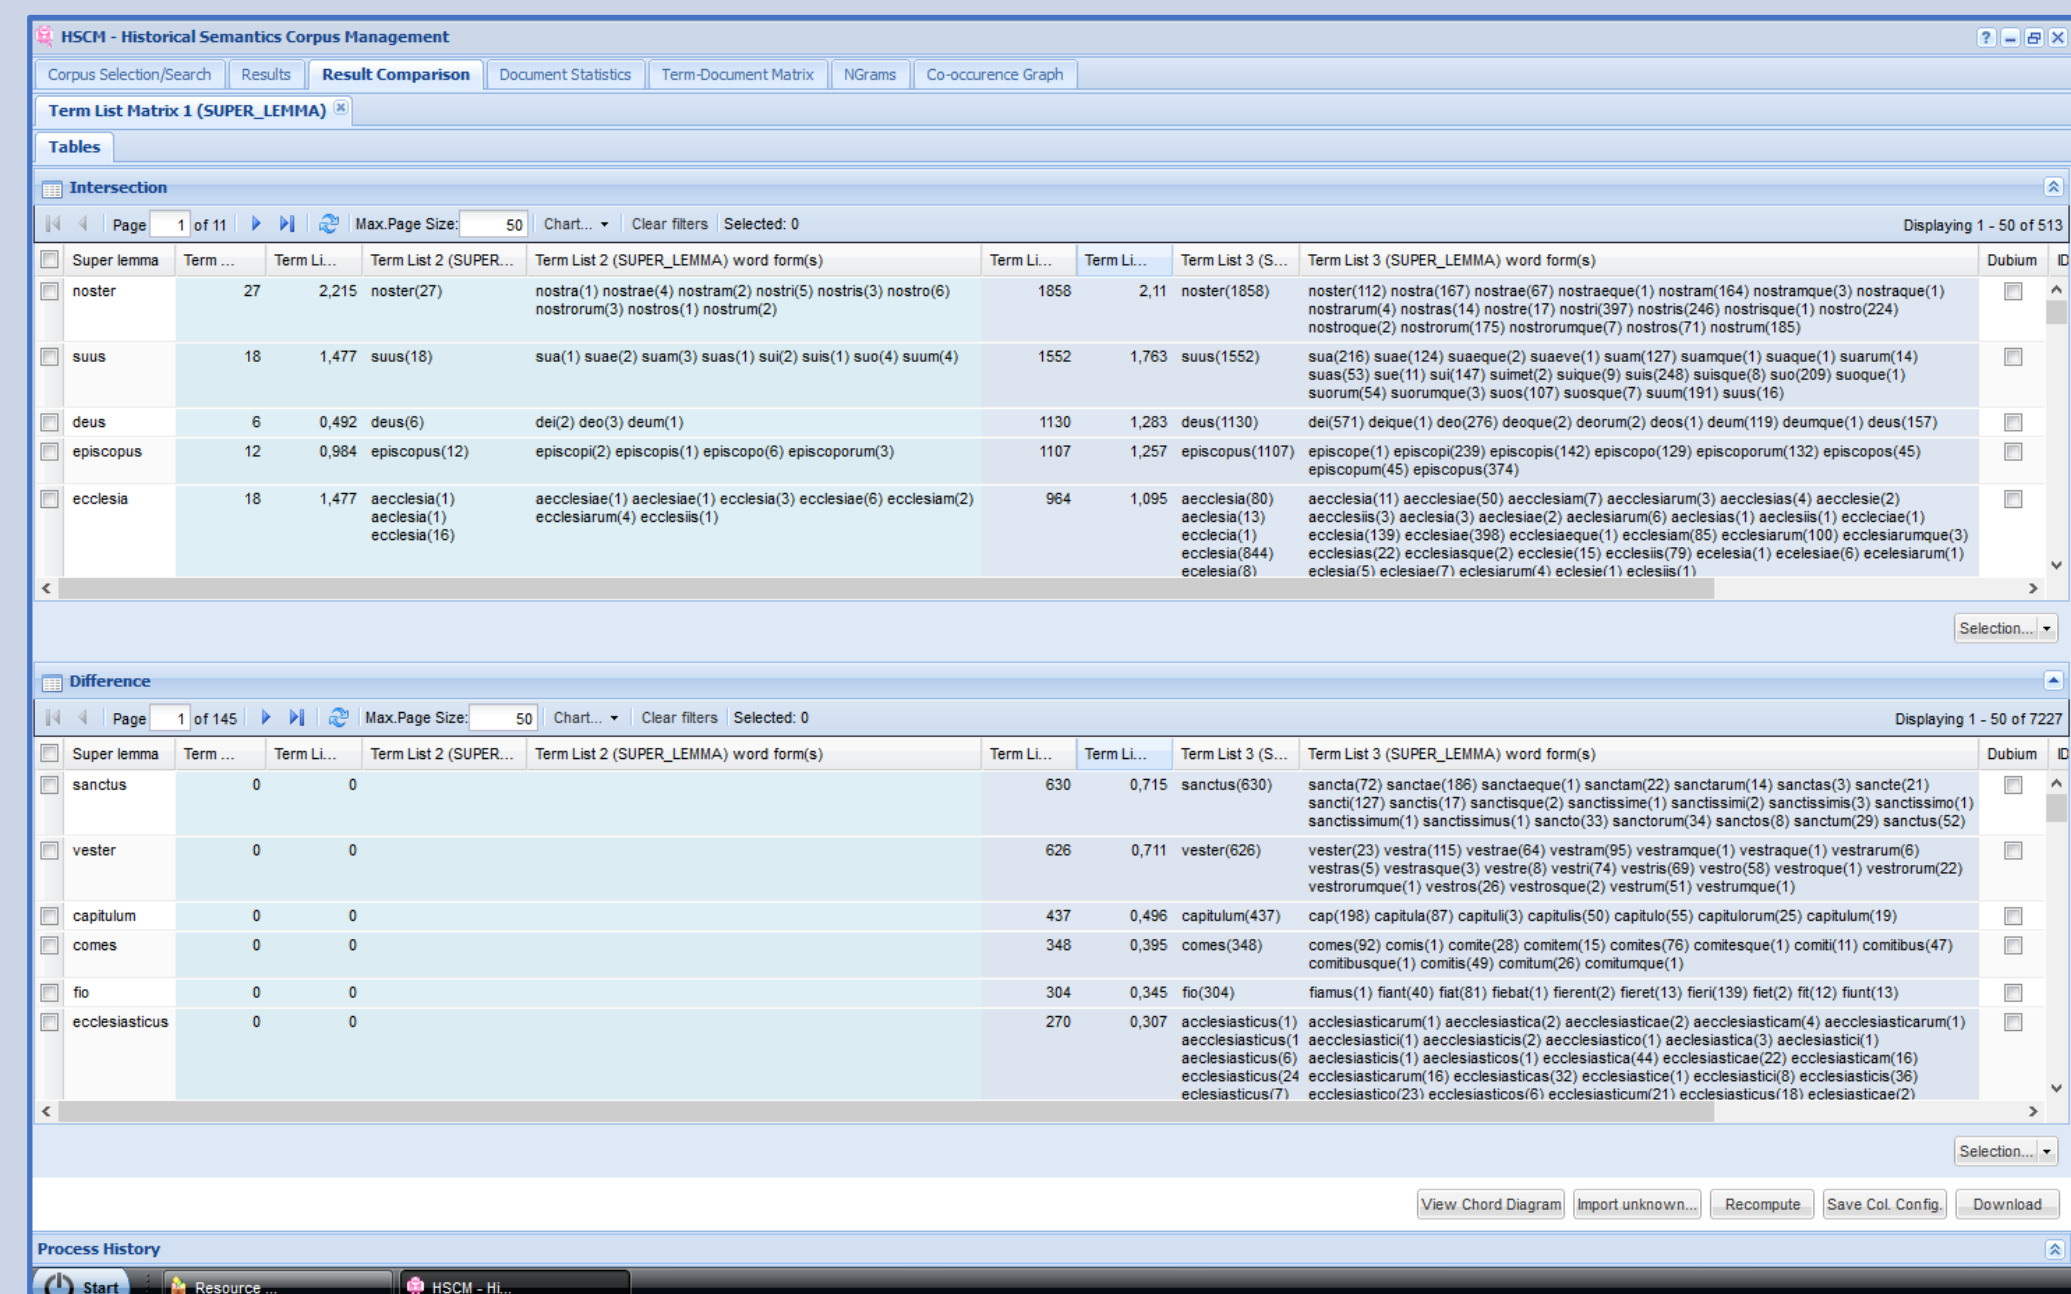 HSCM - Historical Semantics Corpus Management
Corpus Selection/Search Results Result Comparison Document Statistics Term-Document Matrix NGrams Co-occurence Graph
Term List Matrix 1 (SUPER_LEMMA)
Tables
Intersection
Page 1 of 11 Max.Page Size: 50 Chart... Clear filters Selected: 0 Displaying 1 - 50 of 513
Super lemma Term ... Term Li... Term List 2 (SUPER... Term List 2 (SUPER_LEMMA) word form(s) Term Li... Term Li... Term List 3 (S... Term List 3 (SUPER_LEMMA) word form(s) Dubium ID
noster 27 2,215 noster(27) nostra(1) nostrae(4) nostram(2) nostri(5) nostris(3) nostro(6) 1858 2,11 noster(1858) noster(112) nostra(167) nostrae(67) nostraeque(1) nostram(164) nostramque(3) nostraque(1)
nostrorum(3) nostros(1) nostrum(2) nostrarum(4) nostras(14) nostre(17) nostri(397) nostris(246) nostrisque(1) nostro(224)
nostroque(2) nostrorum(175) nostrorumque(7) nostros(71) nostrum(185)
suus 18 1,477 suus(18) sua(1) suae(2) suam(3) suas(1) sui(2) suis(1) suo(4) suum(4) 1552 1,763 suus(1552) sua(216) suae(124) suaeque(2) suaeve(1) suam(127) suamque(1) suaque(1) suarum(14)
suas(53) sue(11) sui(147) suimet(2) suique(9) suis(248) suisque(8) suo(209) suoque(1)
suorum(54) suorumque(3) suos(107) suosque(7) suum(191) suus(16)
deus 6 0,492 deus(6) dei(2) deo(3) deum(1) 1130 1,283 deus(1130) dei(571) deique(1) deo(276) deoque(2) deorum(2) deos(1) deum(119) deumque(1) deus(157)
episcopus 12 0,984 episcopus(12) episcopi(2) episcopis(1) episcopo(6) episcoporum(3) 1107 1,257 episcopus(1107) episcope(1) episcopi(239) episcopis(142) episcopo(129) episcoporum(132) episcopos(45)
episcopum(45) episcopus(374)
ecclesia 18 1,477 aecclesia(1) aecclesiae(1) aeclesiae(1) ecclesia(3) ecclesiae(6) ecclesiam(2) 964 1,095 aecclesia(80) aecclesia(11) aecclesiae(50) aecclesiam(7) aecclesiarum(3) aecclesias(4) aecclesie(2)
aeclesia(1) ecclesiarum(4) ecclesiis(1) aeclesia(13) aecclesiis(3) aeclesia(3) aeclesiae(2) aeclesiarum(6) aeclesias(1) aeclesiis(1) ecclesiae(1)
ecclesia(16) ecclecia(1) ecclesia(139) ecclesiae(398) ecclesiaeque(1) ecclesiam(85) ecclesiarum(100) ecclesiarumque(3)
ecclesia(844) ecclesias(22) ecclesiasque(2) ecclesie(15) ecclesiis(79) ecelesia(1) ecelesiae(6) ecelesiarum(1)
ecelesia(8) eclesia(5) eclesiae(7) eclesiarum(4) eclesie(1) eclesiis(1)
Selection...
Difference
Page 1 of 145 Max.Page Size: 50 Chart... Clear filters Selected: 0 Displaying 1 - 50 of 7227
Super lemma Term ... Term Li... Term List 2 (SUPER... Term List 2 (SUPER_LEMMA) word form(s) Term Li... Term Li... Term List 3 (S... Term List 3 (SUPER_LEMMA) word form(s) Dubium ID
sanctus 0 0 630 0,715 sanctus(630) sancta(72) sanctae(186) sanctaeque(1) sanctam(22) sanctarum(14) sanctas(3) sancte(21)
sancti(127) sanctis(17) sanctisque(2) sanctissime(1) sanctissimi(2) sanctissimis(3) sanctissimo(1)
sanctissimum(1) sanctissimus(1) sancto(33) sanctorum(34) sanctos(8) sanctum(29) sanctus(52)
vester 0 0 626 0,711 vester(626) vester(23) vestra(115) vestrae(64) vestram(95) vestramque(1) vestraque(1) vestrarum(6)
vestras(5) vestrasque(3) vestre(8) vestri(74) vestris(69) vestro(58) vestroque(1) vestrorum(22)
vestrorumque(1) vestros(26) vestrosque(2) vestrum(51) vestrumque(1)
capitulum 0 0 437 0,496 capitulum(437) cap(198) capitula(87) capituli(3) capitulis(50) capitulo(55) capitulorum(25) capitulum(19)
comes 0 0 348 0,395 comes(348) comes(92) comis(1) comite(28) comitem(15) comites(76) comitesque(1) comiti(11) comitibus(47)
comitibusque(1) comitis(49) comitum(26) comitumque(1)
fio 0 0 304 0,345 fio(304) fiamus(1) fiant(40) fiat(81) fiebat(1) fierent(2) fieret(13) fieri(139) fiet(2) fit(12) fiunt(13)
ecclesiasticus 0 0 270 0,307 acclesiasticus(1) acclesiasticarum(1) aecclesiastica(2) aecclesiasticae(2) aecclesiasticam(4) aecclesiasticarum(1)
aecclesiasticus(1 aecclesiastici(1) aecclesiasticis(2) aecclesiastico(1) aeclesiastica(3) aeclesiastici(1)
aeclesiasticus(6) aeclesiasticis(1) aeclesiasticos(1) ecclesiastica(44) ecclesiasticae(22) ecclesiasticam(16)
ecclesiasticus(24 ecclesiasticarum(16) ecclesiasticas(32) ecclesiastice(1) ecclesiastici(8) ecclesiasticis(36)
eclesiasticus(7) ecclesiastico(23) ecclesiasticos(6) ecclesiasticum(21) ecclesiasticus(18) eclesiasticae(2)
Selection...
View Chord Diagram Import unknown... Recompute Save Col. Config. Download
Process History
Start Resource ... HSCM - Hi...